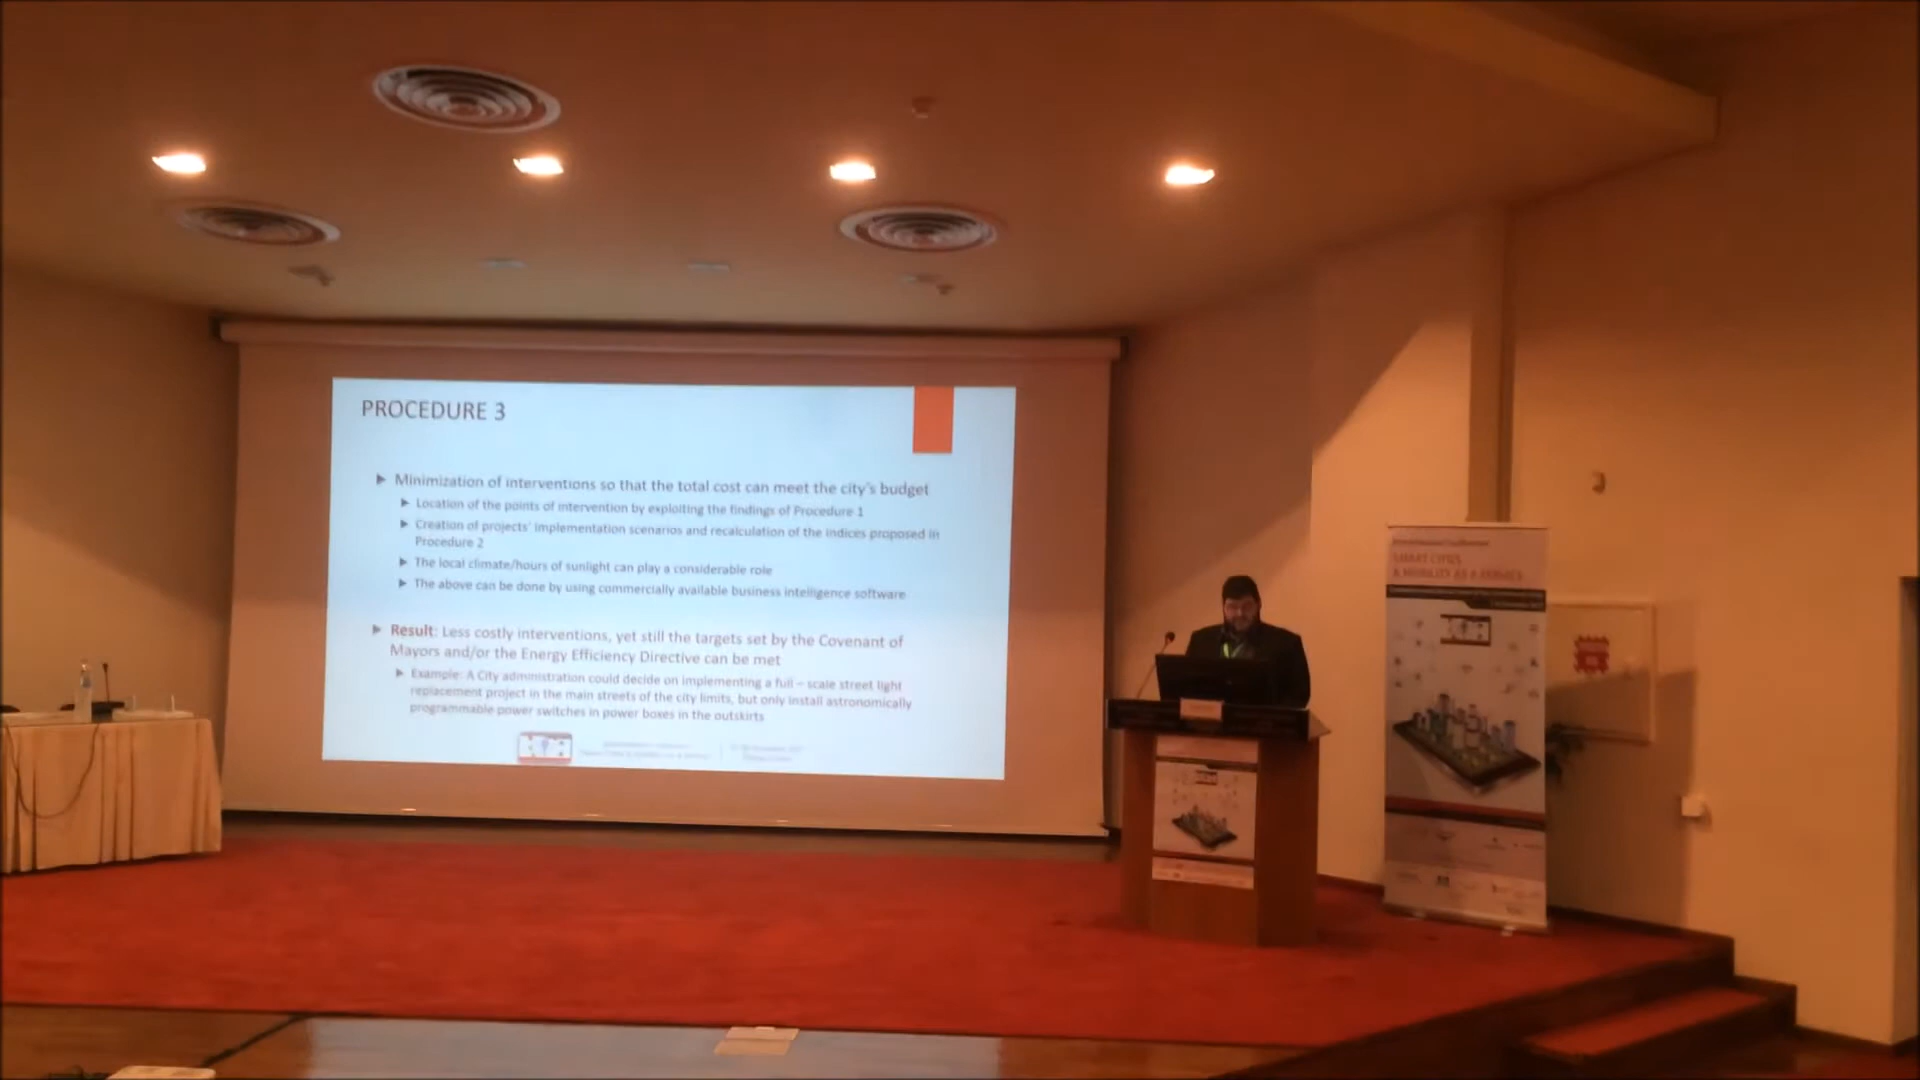 PROCEDURE 3
Minimization of interventions so that the total cost can meet the city's budget
Location of the points of intervention by exploiting the findings of Procedure 1
Creation of projects' implementation scenarios and recalculation of the indices proposed in
Procedure 2
The local climate/hours of sunlight can play a considerable role
The above can be done by using commercially available business intelligence software
Result: Less costly interventions, yet still the targets set by the Covenant of
Mayors and/or the Energy Efficiency Directive can be met
Example: A City administration could decide on implementing a full – scale street light
replacement project in the main streets of the city limits, but only install astronomically
programmable power switches in power boxes in the outskirts
SMART CITIES
& MOBILITY AS A SERVICE